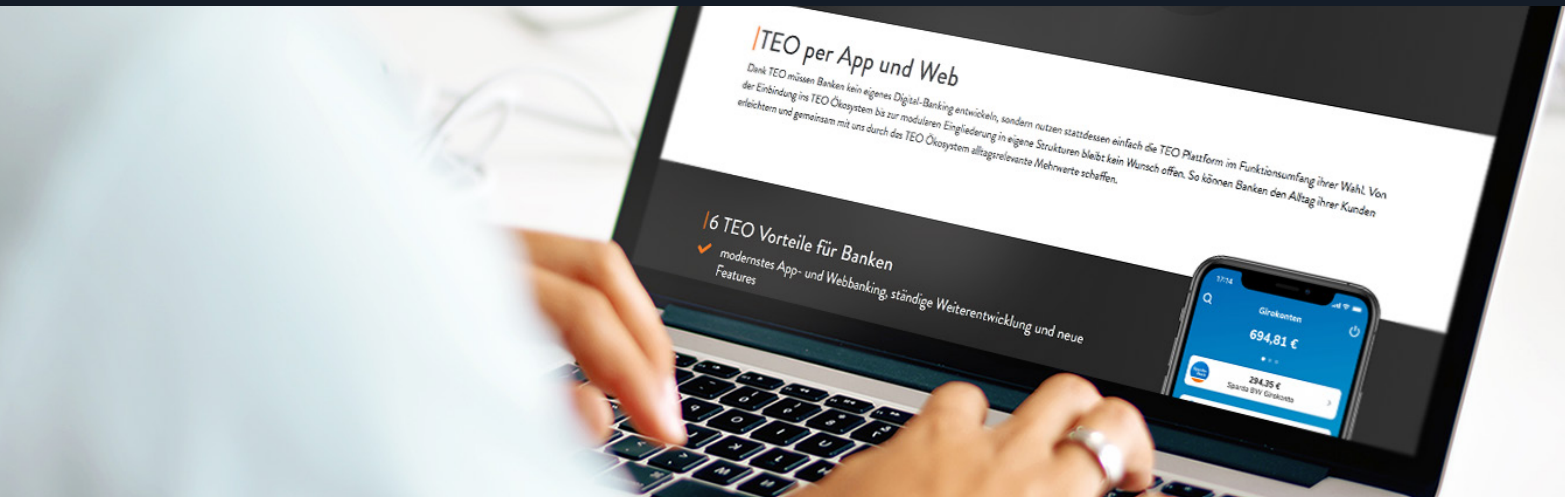 TEO per App und Web
Dank TEO müssen Banken kein eigenes Digital-Banking entwickeln, sondern nutzen stattdessen einfach die TEO Plattform im Funktionsumfang ihrer Wahl. Von
der Einbindung ins TEO Ökosystem bis zur modularen Eingliederung in eigene Strukturen bleibt kein Wunsch offen. So können Banken den Alltag ihrer Kunden
erleichtern und gemeinsam mit uns durch das TEO Ökosystem alltagsrelevante Mehrwerte schaffen.
6 TEO Vorteile für Banken
modernstes App- und Webbanking, ständige Weiterentwicklung und neue
Features
17:14
Girokonten
694,81 €
294,35 €
Sparda BW Girokonto